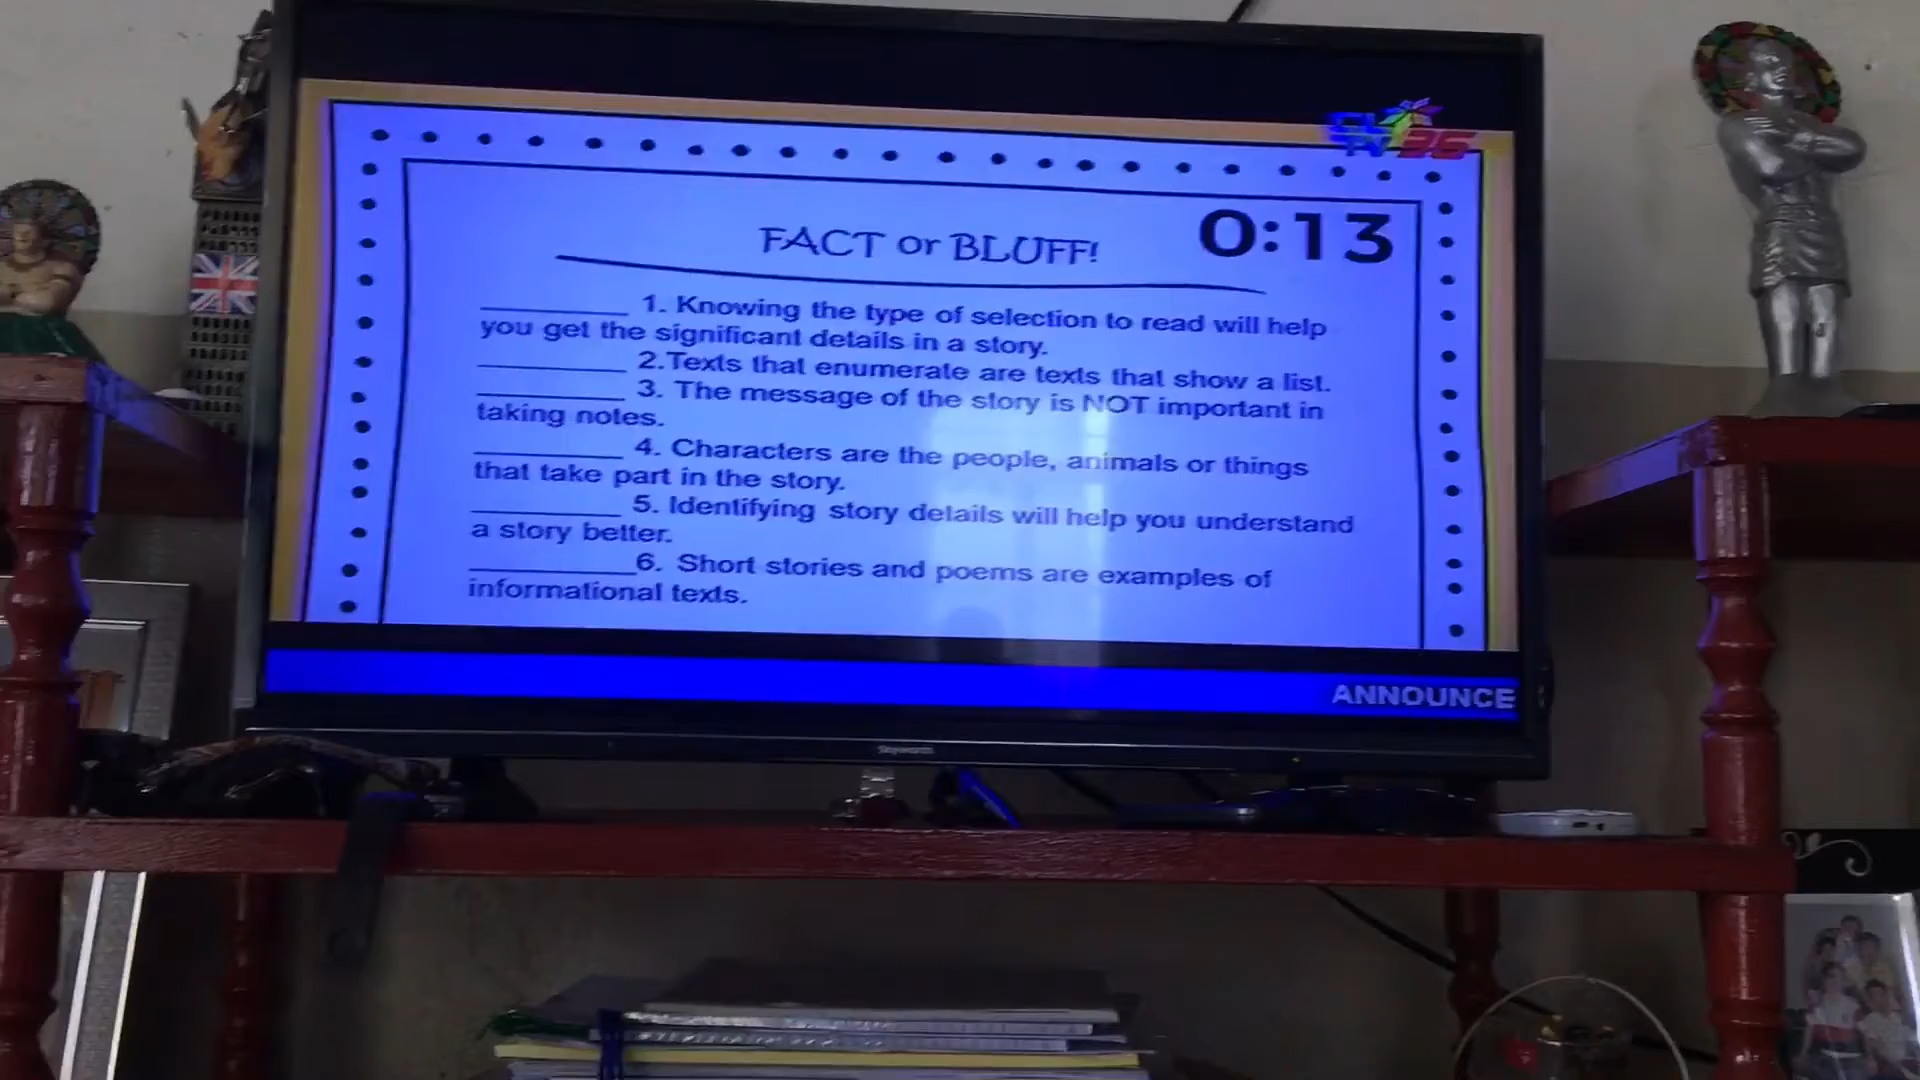 CLTV36
FACT or BLUFF!
0:13
__________ 1. Knowing the type of selection to read will help
you get the significant details in a story.
__________ 2.Texts that enumerate are texts that show a list.
__________ 3. The message of the story is NOT important in
taking notes.
__________ 4. Characters are the people, animals or things
that take part in the story.
__________ 5. Identifying story details will help you understand
a story better.
___________6. Short stories and poems are examples of
informational texts.
ANNOUNCE
Skyworth